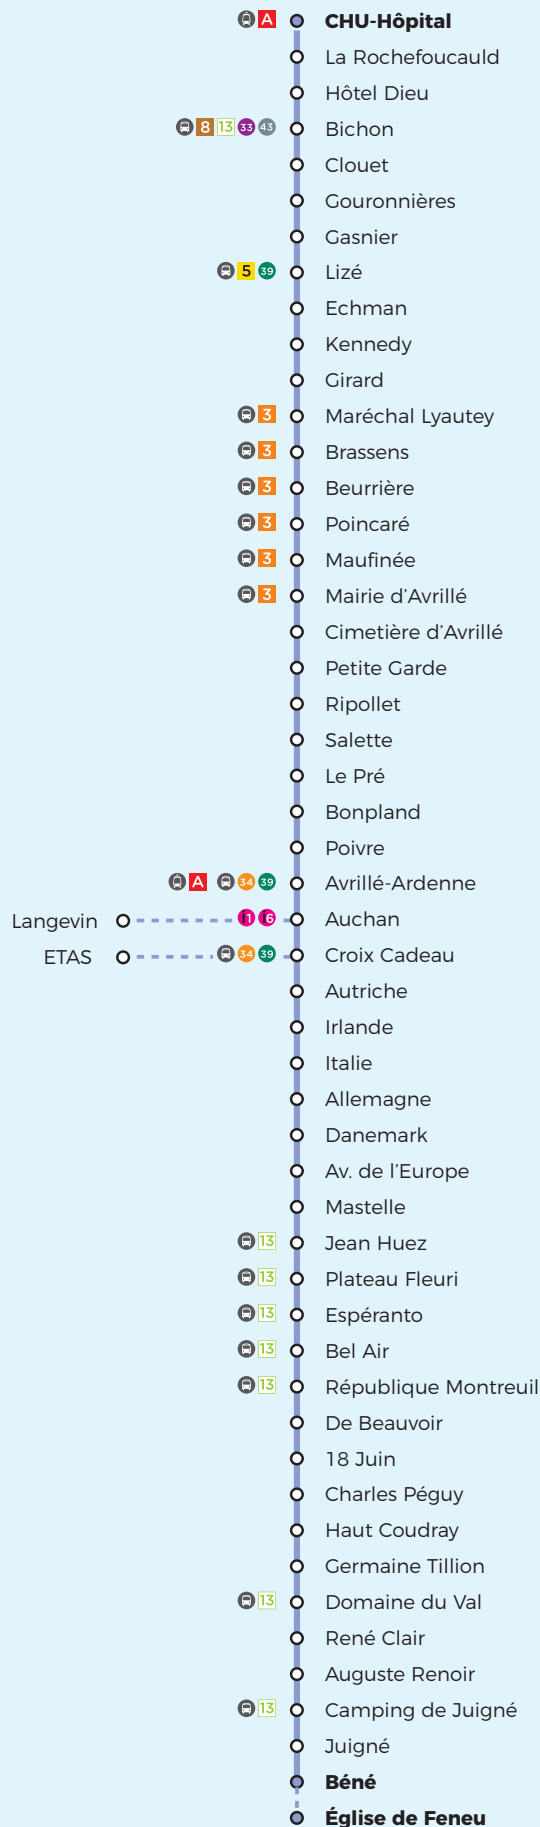 A CHU-Hôpital
La Rochefoucauld
Hôtel Dieu
8 13 33 43 Bichon
Clouet
Gouronnières
Gasnier
5 39 Lizé
Echman
Kennedy
Girard
3 Maréchal Lyautey
3 Brassens
3 Beurrière
3 Poincaré
3 Maufinée
3 Mairie d’Avrillé
Cimetière d’Avrillé
Petite Garde
Ripollet
Salette
Le Pré
Bonpland
Poivre
A 34 39 Avrillé-Ardenne
Langevin I1 I6 Auchan
ETAS 34 39 Croix Cadeau
Autriche
Irlande
Italie
Allemagne
Danemark
Av. de l’Europe
Mastelle
13 Jean Huez
13 Plateau Fleuri
13 Espéranto
13 Bel Air
13 République Montreuil
De Beauvoir
18 Juin
Charles Péguy
Haut Coudray
Germaine Tillion
13 Domaine du Val
René Clair
Auguste Renoir
13 Camping de Juigné
Juigné
Béné
Église de Feneu